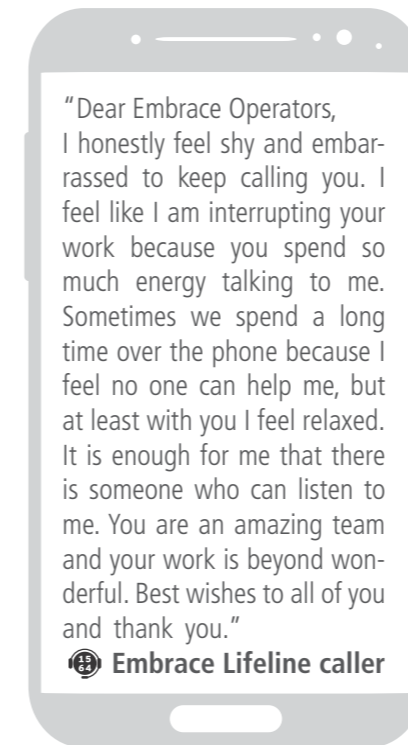 “Dear Embrace Operators,
I honestly feel shy and embar-
rassed to keep calling you. I
feel like I am interrupting your
work because you spend so
much energy talking to me.
Sometimes we spend a long
time over the phone because I
feel no one can help me, but
at least with you I feel relaxed.
It is enough for me that there
is someone who can listen to
me. You are an amazing team
and your work is beyond won-
derful. Best wishes to all of you
and thank you.”
1564 Embrace Lifeline caller